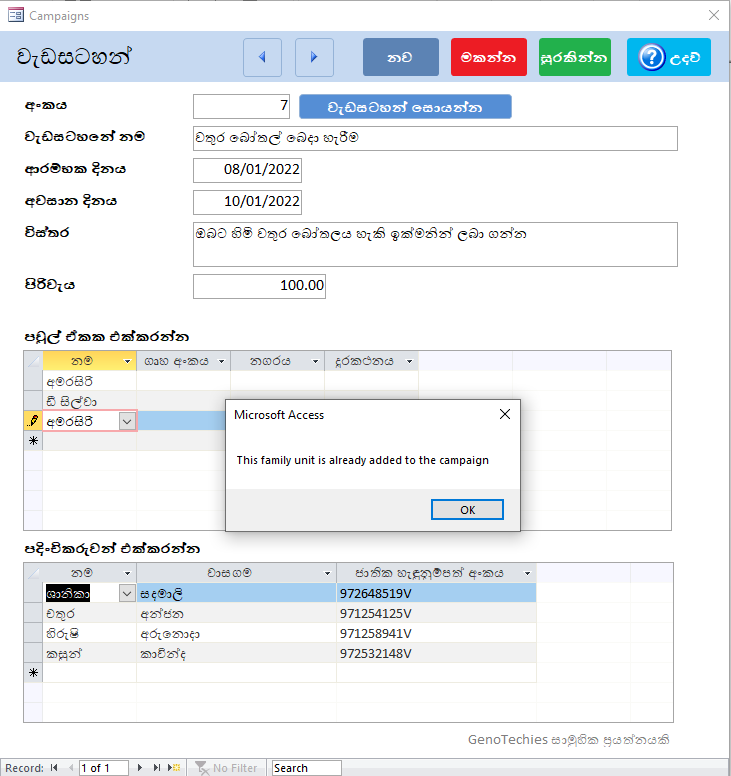 Campaigns
වැඩසටහන්
නව මකන්න සුරකින්න ? උදව්
අංකය 7 වැඩසටහන් සොයන්න
වැඩසටහනේ නම වතුර බෝතල් බෙදා හැරීම
ආරම්භක දිනය 08/01/2022
අවසාන දිනය 10/01/2022
විස්තර ඔබට හිමි වතුර බෝතලය හැකි ඉක්මනින් ලබා ගන්න
පිරිවැය 100.00
පවුල් ඒකක එක්කරන්න
නම ගෘහ අංකය නගරය දුරකථනය
අමරසිරි
ඩි සිල්වා
අමරසිරි
Microsoft Access
This family unit is already added to the campaign
OK
පදිංචිකරුවන් එක්කරන්න
නම වාසගම ජාතික හැඳුනුම්පත් අංකය
ශානිකා සඳමාලි 972648519V
චතුර අන්ජන 971254125V
හිරුෂි අරුනොදා 971258941V
කසුන් කාවින්ද 972532148V
GenoTechies සාමූහික ප්‍රයත්නයකි
Record: 1 of 1 No Filter Search